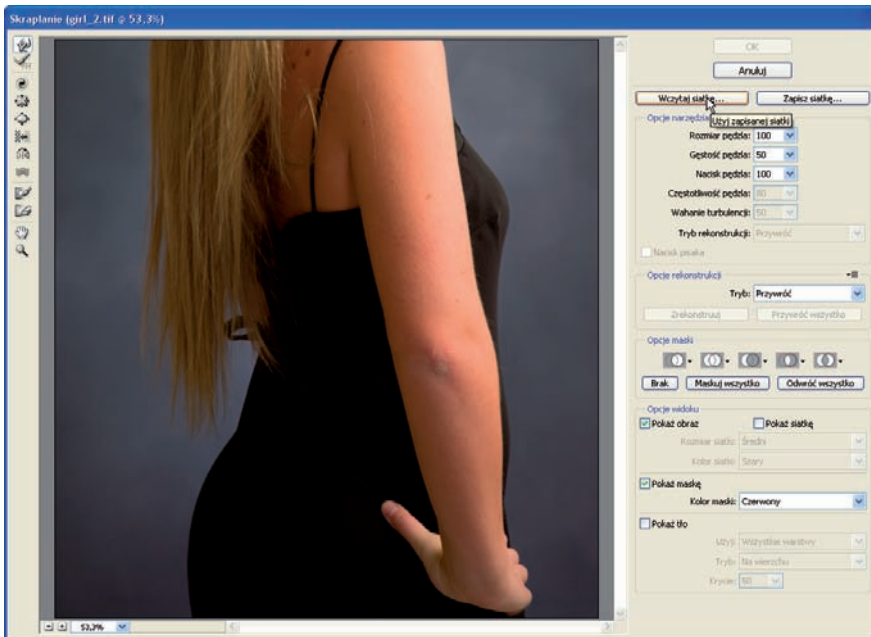 Skraplanie (girl_2.tif @ 53,3%)
OK
Anuluj
Wczytaj siatkę... Zapisz siatkę...
Opcje narzędzia
Użyj zapisanej siatki
Rozmiar pędzla: 100
Gęstość pędzla: 50
Nacisk pędzla: 100
Częstotliwość pędzla: 80
Wahanie turbulencji: 50
Tryb rekonstrukcji: Przywróć
Nacisk pisaka
Opcje rekonstrukcji
Tryb: Przywróć
Zrekonstruuj Przywróć wszystko
Opcje maski
Brak Maskuj wszystko Odwróć wszystko
Opcje widoku
Pokaż obraz Pokaż siatkę
Rozmiar siatki: Średni
Kolor siatki: Szary
Pokaż maskę
Kolor maski: Czerwony
Pokaż tło
Użyj: Wszystkie warstwy
Tryb: Na wierzchu
Krycie: 50
53,3%